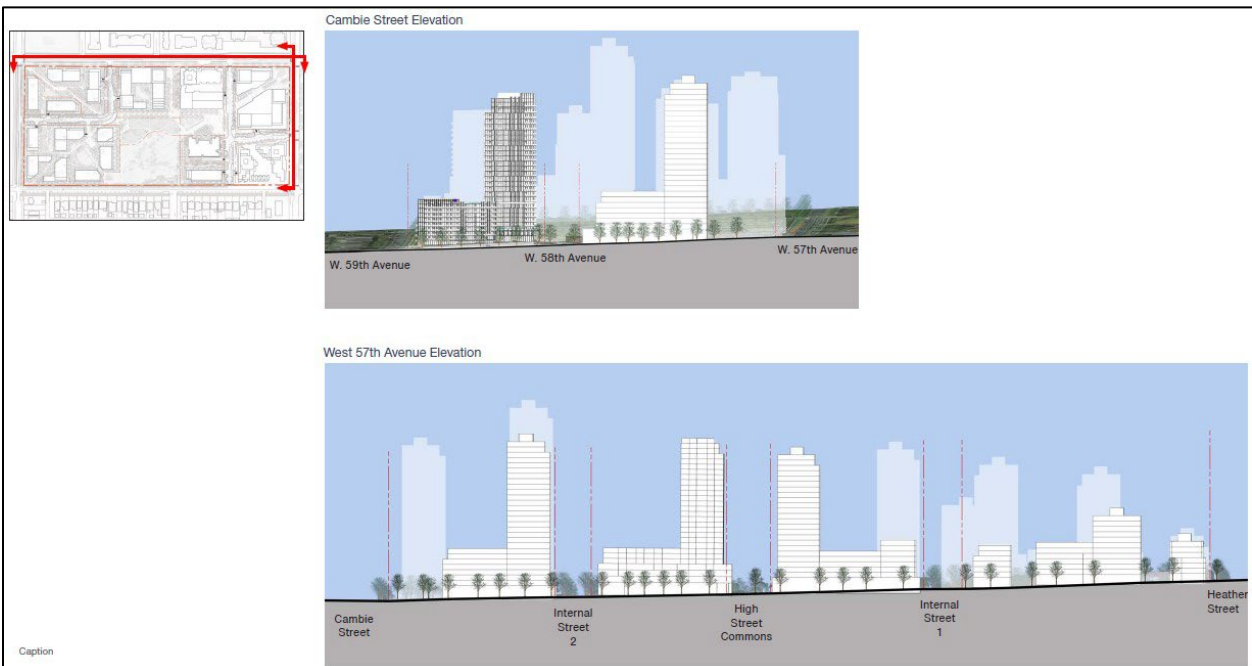 Cambie Street Elevation
W. 59th Avenue
W. 58th Avenue
W. 57th Avenue
West 57th Avenue Elevation
Cambie
Street
Internal
Street
2
High
Street
Commons
Internal
Street
1
Heather
Street
Caption